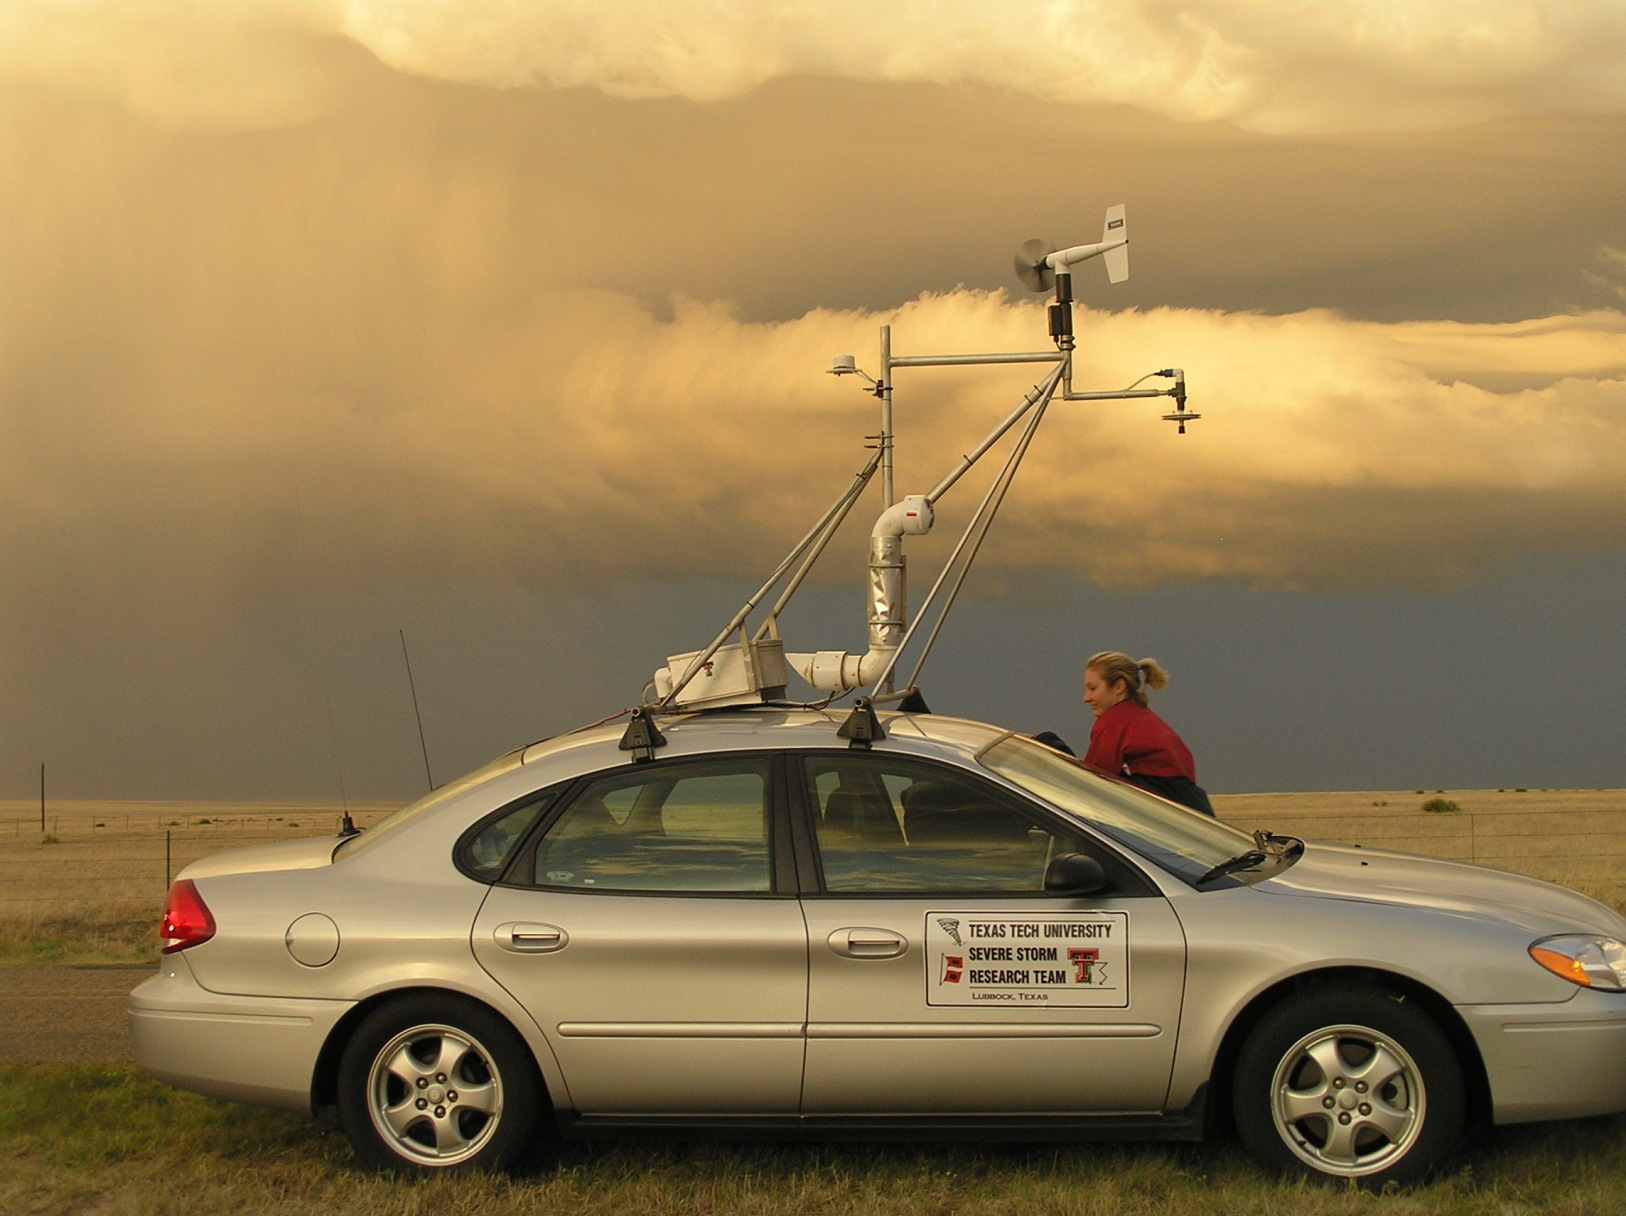 TEXAS TECH UNIVERSITY
SEVERE STORM
RESEARCH TEAM
LUBBOCK, TEXAS